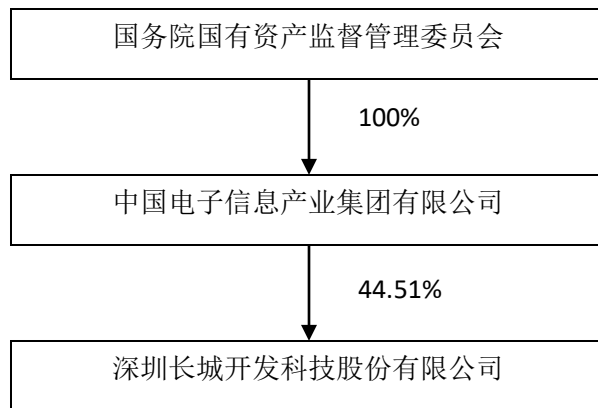 国务院国有资产监督管理委员会
100%
中国电子信息产业集团有限公司
44.51%
深圳长城开发科技股份有限公司